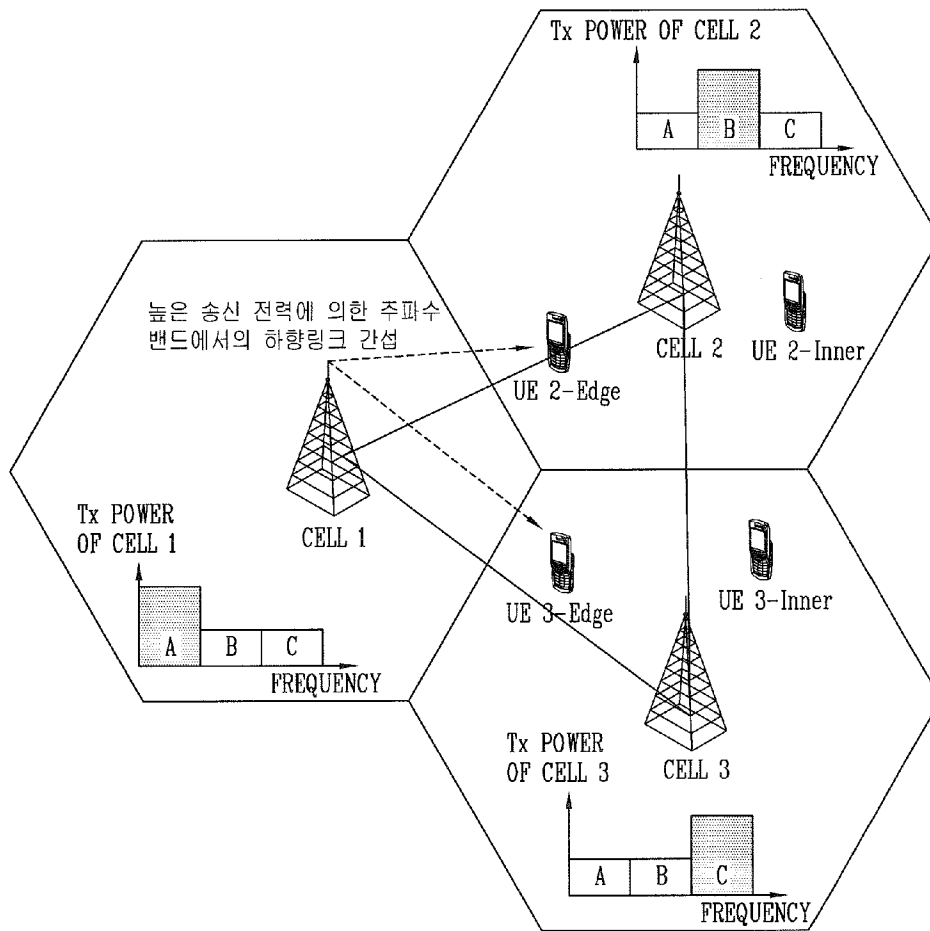 Tx POWER OF CELL 2
A B C
FREQUENCY
높은 송신 전력에 의한 주파수
밴드에서의 하향링크 간섭
CELL 2
UE 2-Inner
UE 2-Edge
CELL 1
Tx POWER
OF CELL 1
A B C
FREQUENCY
UE 3-Edge
UE 3-Inner
CELL 3
Tx POWER
OF CELL 3
A B C
FREQUENCY